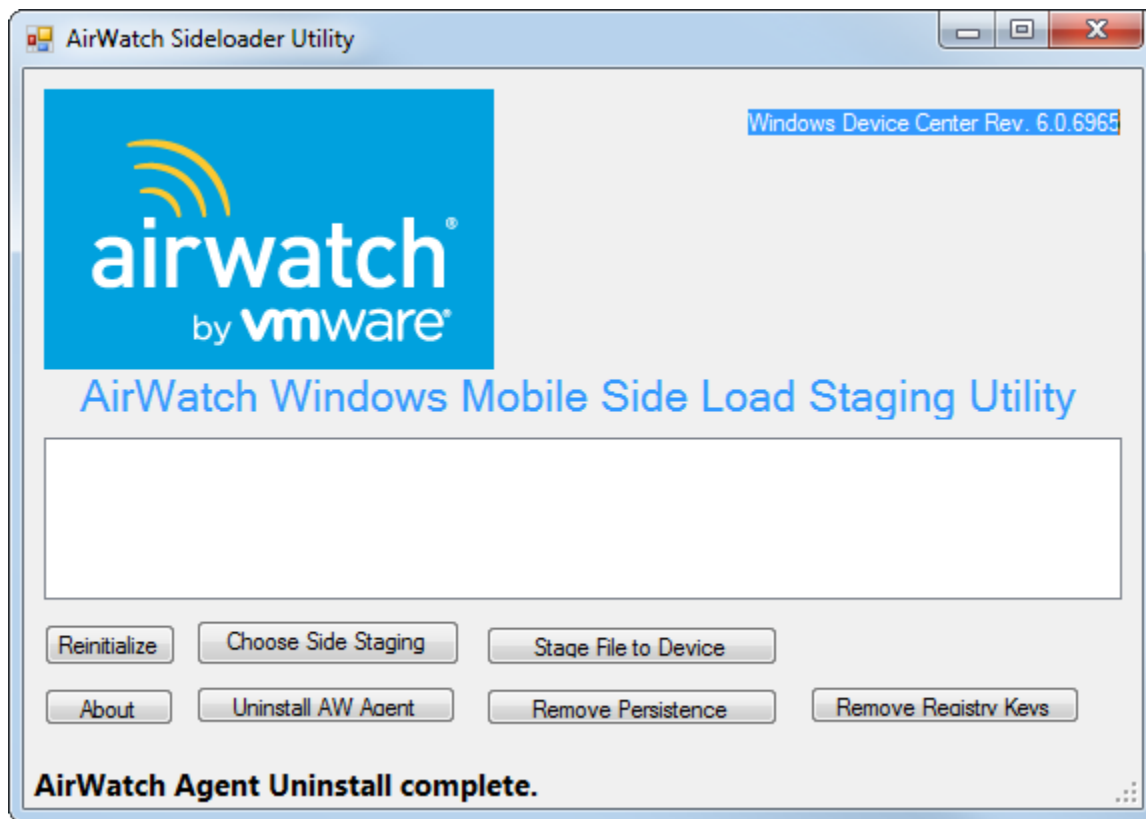 AirWatch Sideloader Utility
Windows Device Center Rev. 6.0.6965
airwatch®
by vmware®
AirWatch Windows Mobile Side Load Staging Utility
Reinitialize
Choose Side Staging
Stage File to Device
About
Uninstall AW Agent
Remove Persistence
Remove Registry Keys
AirWatch Agent Uninstall complete.